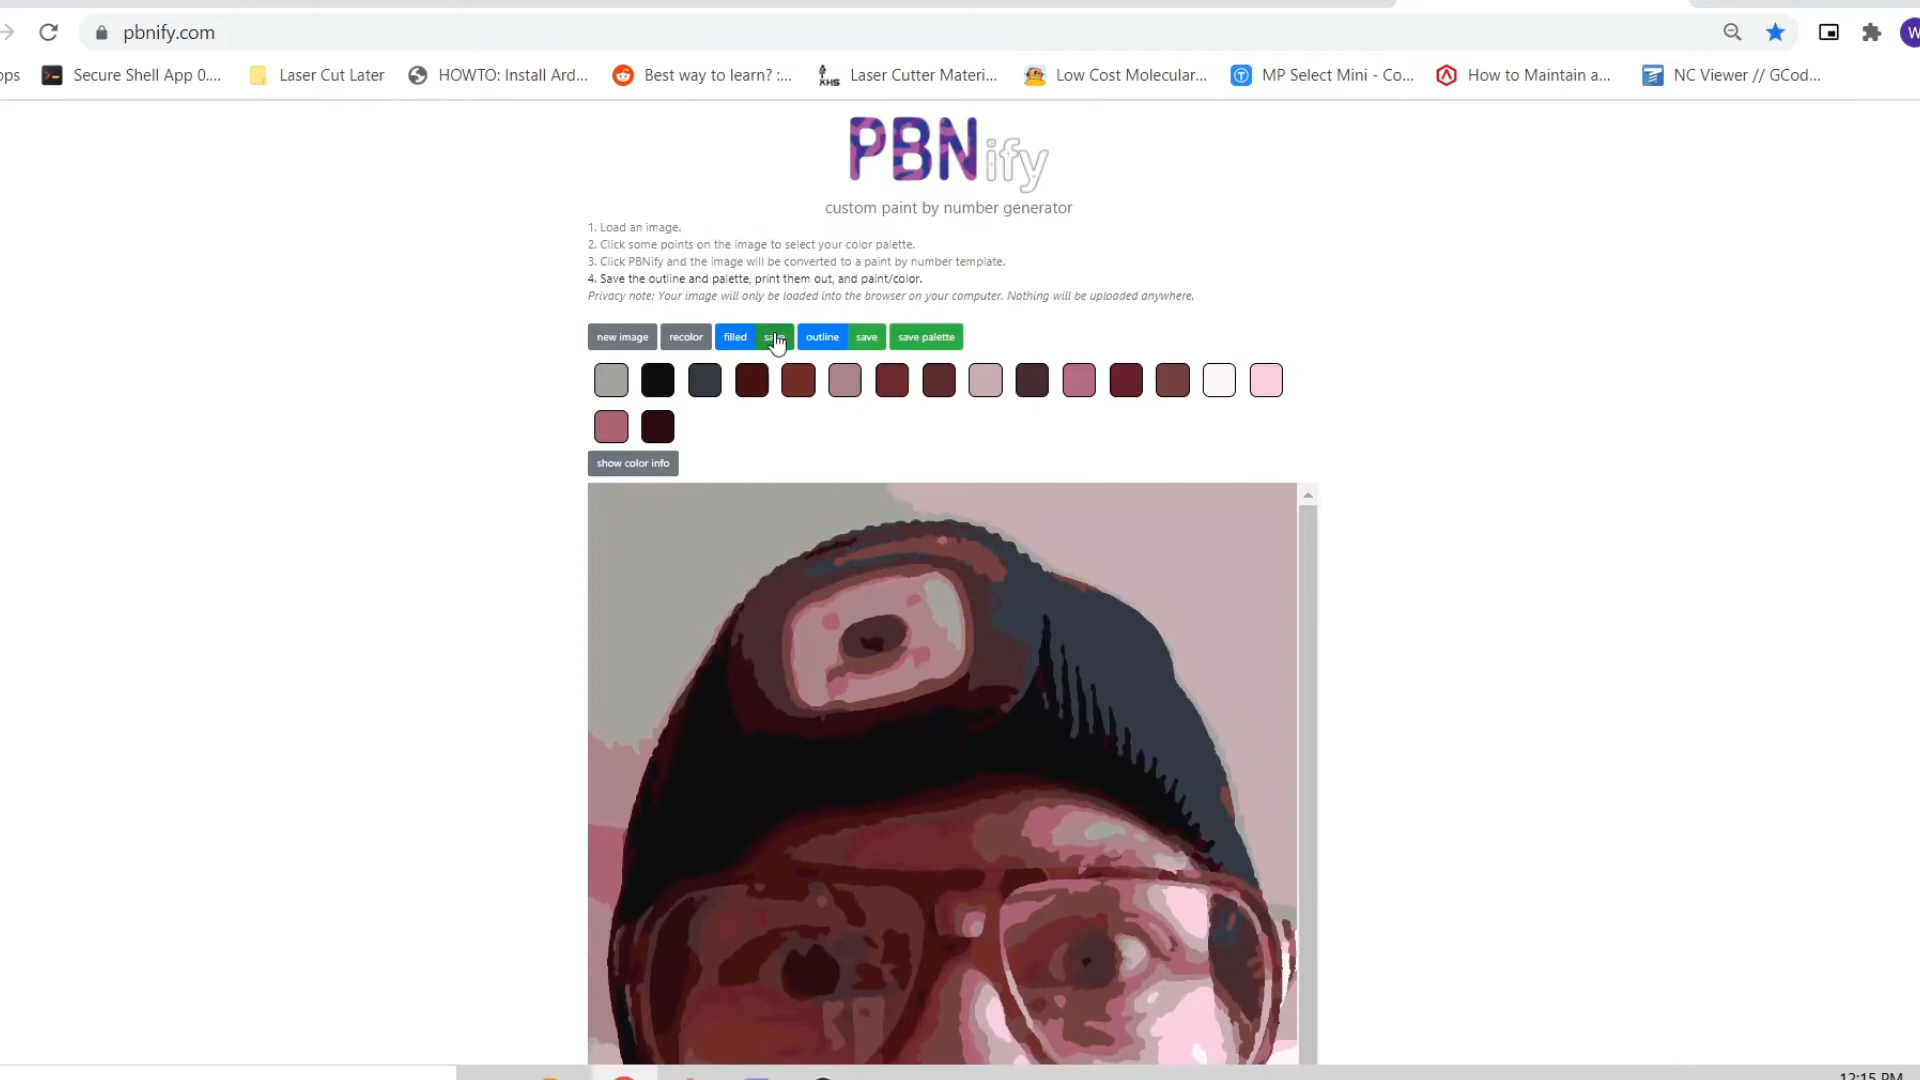 pbnify.com
ops Secure Shell App 0.... Laser Cut Later HOWTO: Install Ard... Best way to learn? :... XHS Laser Cutter Materi... Low Cost Molecular... MP Select Mini - Co... How to Maintain a... NC Viewer // GCod...
PBNify
custom paint by number generator
1. Load an image.
2. Click some points on the image to select your color palette.
3. Click PBNify and the image will be converted to a paint by number template.
4. Save the outline and palette, print them out, and paint/color.
Privacy note: Your image will only be loaded into the browser on your computer. Nothing will be uploaded anywhere.
new image recolor filled outline save save palette
show color info
12:15 PM